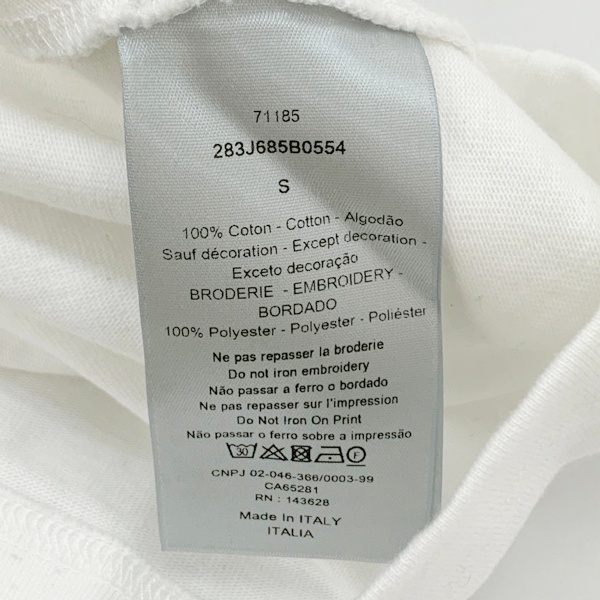 71185
283J685B0554
S
100% Coton - Cotton - Algodão
Sauf décoration - Except decoration -
Exceto decoração
BRODERIE - EMBROIDERY -
BORDADO
100% Polyester - Polyester - Poliéster
Ne pas repasser la broderie
Do not iron embroidery
Não passar a ferro o bordado
Ne pas repasser sur l'impression
Do Not Iron On Print
Não passar o ferro sobre a impressão
30 F
CNPJ 02-046-366/0003-99
CA65281
RN : 143628
Made In ITALY
ITALIA